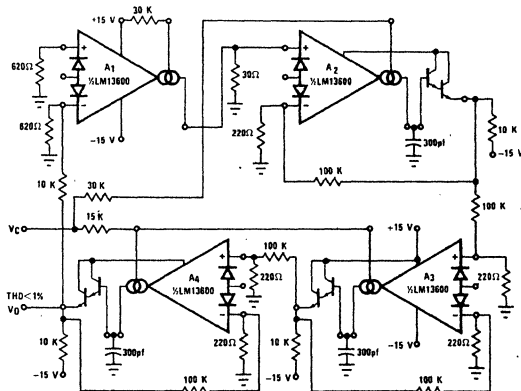 +15 V 30 K
620Ω + A1 ½LM13600 −
620Ω
−15 V
30Ω
+ A2 ½LM13600 −
220Ω
300pf
10 K
−15 V
10 K
30 K
100 K
VC
15 K
100 K
+15 V
THD<1%
VO
A4 ½LM13600 + −
100 K
220Ω
A3 ½LM13600 + −
220Ω
10 K
−15 V
300pf
220Ω
10 K
−15 V
300pf
−15 V
220Ω
100 K
100 K